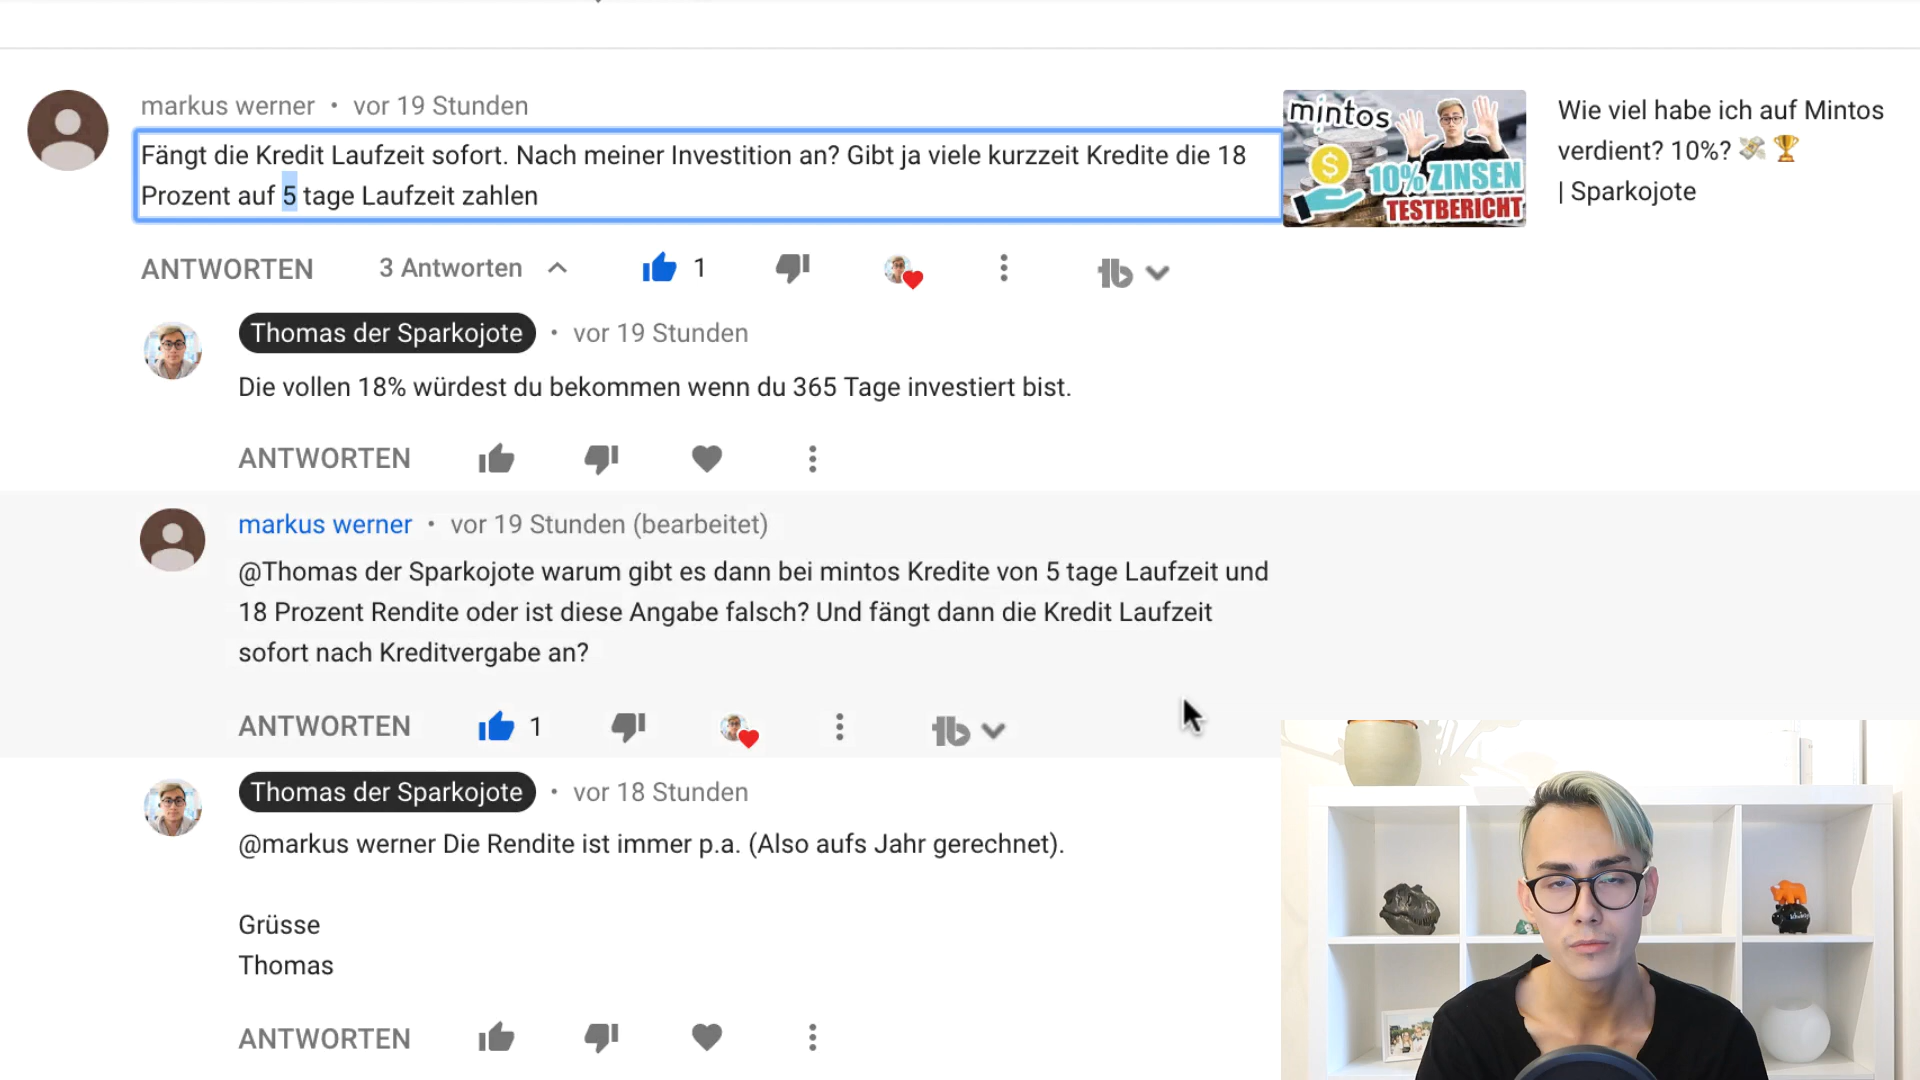 markus werner • vor 19 Stunden
Fängt die Kredit Laufzeit sofort. Nach meiner Investition an? Gibt ja viele kurzzeit Kredite die 18
Prozent auf 5 tage Laufzeit zahlen
mintos
10% ZINSEN
TESTBERICHT
Wie viel habe ich auf Mintos
verdient? 10%? 💸 🏆
| Sparkojote
ANTWORTEN 3 Antworten 1
Thomas der Sparkojote • vor 19 Stunden
Die vollen 18% würdest du bekommen wenn du 365 Tage investiert bist.
ANTWORTEN
markus werner • vor 19 Stunden (bearbeitet)
@Thomas der Sparkojote warum gibt es dann bei mintos Kredite von 5 tage Laufzeit und
18 Prozent Rendite oder ist diese Angabe falsch? Und fängt dann die Kredit Laufzeit
sofort nach Kreditvergabe an?
ANTWORTEN 1
Thomas der Sparkojote • vor 18 Stunden
@markus werner Die Rendite ist immer p.a. (Also aufs Jahr gerechnet).
Grüsse
Thomas
ANTWORTEN